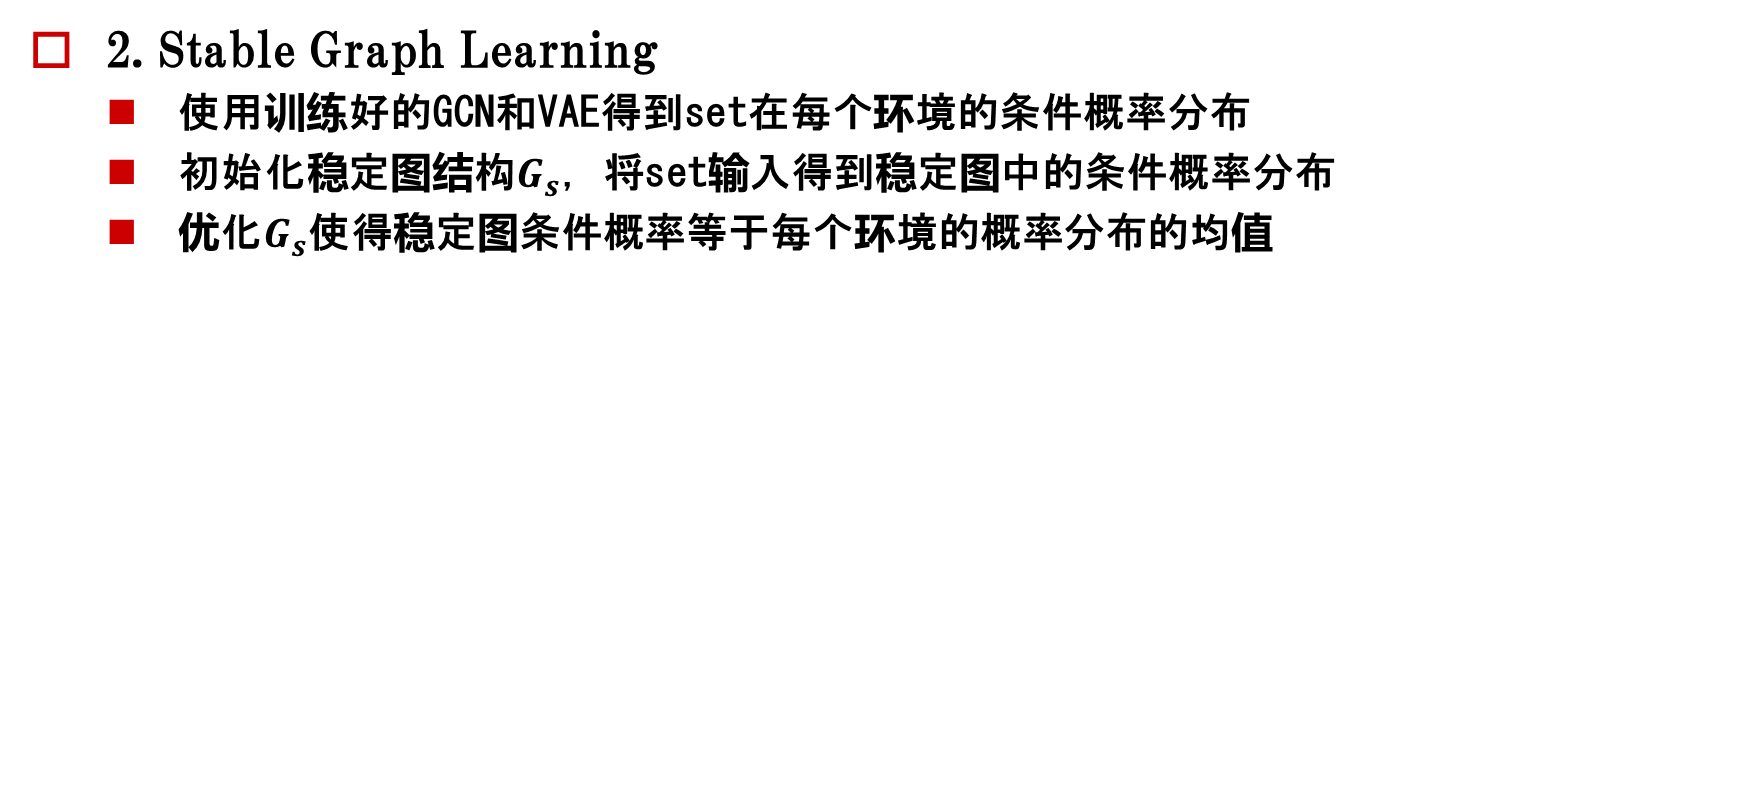 2. Stable Graph Learning
使用训练好的GCN和VAE得到set在每个环境的条件概率分布
初始化稳定图结构G_s，将set输入得到稳定图中的条件概率分布
优化G_s使得稳定图条件概率等于每个环境的概率分布的均值